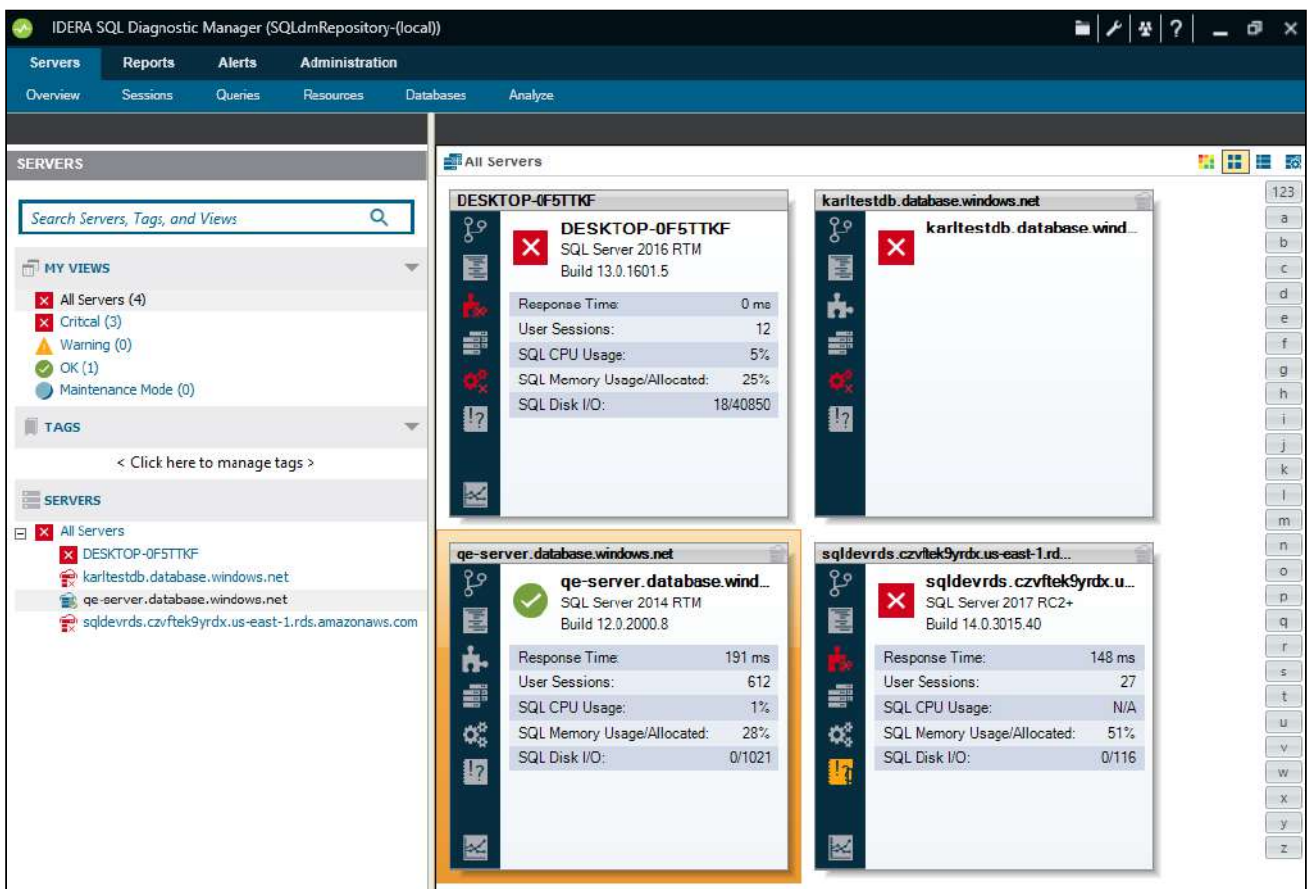 IDERA SQL Diagnostic Manager (SQLdmRepository-(local))
?
Servers Reports Alerts Administration
Overview Sessions Queries Resources Databases Analyze
SERVERS
Search Servers, Tags, and Views
MY VIEWS
All Servers (4)
Critcal (3)
Warning (0)
OK (1)
Maintenance Mode (0)
TAGS
< Click here to manage tags >
SERVERS
All Servers
DESKTOP-0F5TTKF
karltestdb.database.windows.net
qe-server.database.windows.net
sqldevrds.czvftek9yrdx.us-east-1.rds.amazonaws.com
All Servers
DESKTOP-0F5TTKF
DESKTOP-0F5TTKF
SQL Server 2016 RTM
Build 13.0.1601.5
Response Time: 0 ms
User Sessions: 12
SQL CPU Usage: 5%
SQL Memory Usage/Allocated: 25%
SQL Disk I/O: 18/40850
karltestdb.database.windows.net
karltestdb.database.wind...
qe-server.database.windows.net
qe-server.database.wind...
SQL Server 2014 RTM
Build 12.0.2000.8
Response Time: 191 ms
User Sessions: 612
SQL CPU Usage: 1%
SQL Memory Usage/Allocated: 28%
SQL Disk I/O: 0/1021
sqldevrds.czvftek9yrdx.us-east-1.rd...
sqldevrds.czvftek9yrdx.u...
SQL Server 2017 RC2+
Build 14.0.3015.40
Response Time: 148 ms
User Sessions: 27
SQL CPU Usage: N/A
SQL Memory Usage/Allocated: 51%
SQL Disk I/O: 0/116
123
a
b
c
d
e
f
g
h
i
j
k
l
m
n
o
p
q
r
s
t
u
v
w
x
y
z